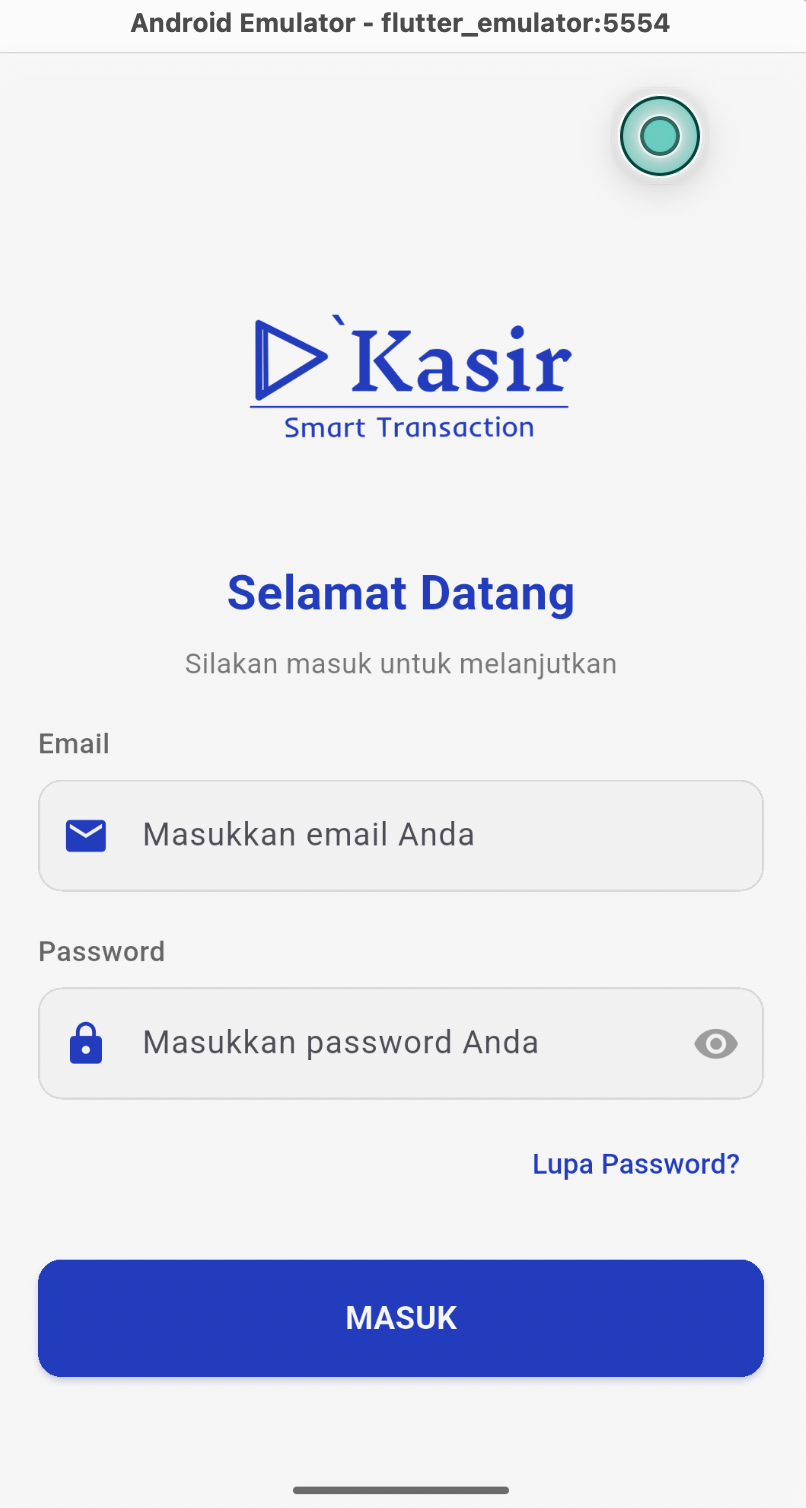 Android Emulator - flutter_emulator:5554
`Kasir
Smart Transaction
Selamat Datang
Silakan masuk untuk melanjutkan
Email
Masukkan email Anda
Password
Masukkan password Anda
Lupa Password?
MASUK